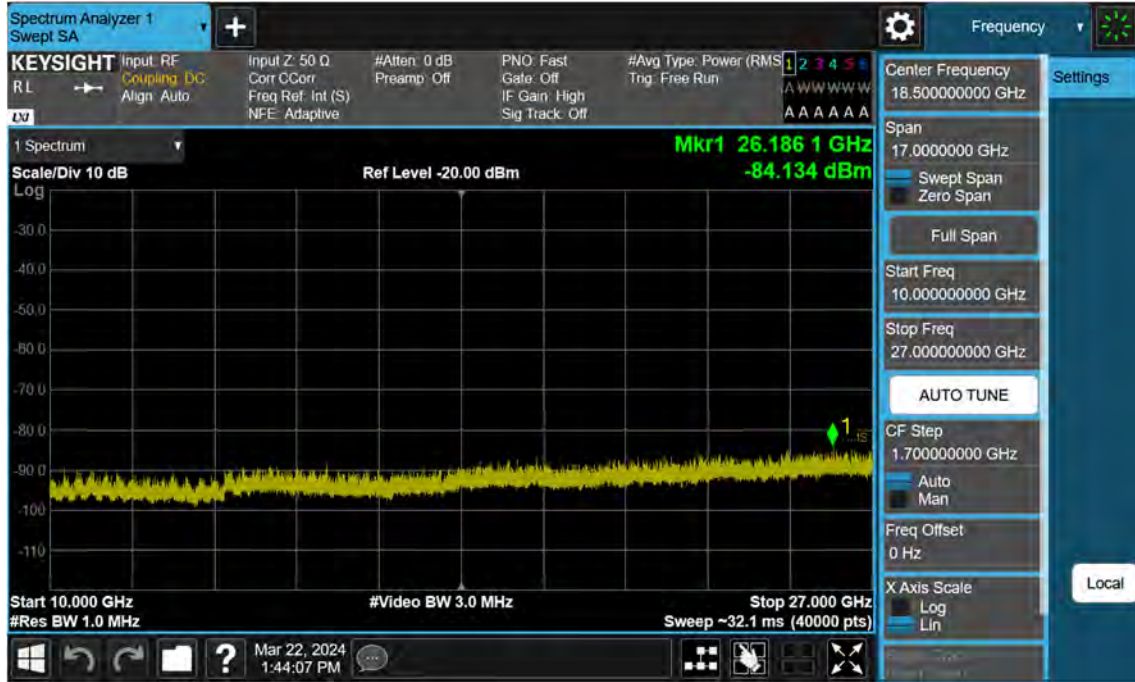 Spectrum Analyzer 1
Swept SA
Frequency
KEYSIGHT
RL
LXI
Input: RF
Coupling: DC
Align: Auto
Input Z: 50 Ω
Corr CCorr
Freq Ref: Int (S)
NFE: Adaptive
#Atten: 0 dB
Preamp: Off
PNO: Fast
Gate: Off
IF Gain: High
Sig Track: Off
#Avg Type: Power (RMS
Trig: Free Run
1 2 3 4 5 6
A W W W W W
A A A A A A
1 Spectrum
Mkr1 26.186 1 GHz
Scale/Div 10 dB
Ref Level -20.00 dBm
-84.134 dBm
Log
-30.0
-40.0
-50.0
-60.0
-70.0
-80.0
-90.0
-100
-110
1
Start 10.000 GHz
#Video BW 3.0 MHz
Stop 27.000 GHz
#Res BW 1.0 MHz
Sweep ~32.1 ms (40000 pts)
Mar 22, 2024
1:44:07 PM
Center Frequency
18.500000000 GHz
Span
17.0000000 GHz
Swept Span
Zero Span
Full Span
Start Freq
10.000000000 GHz
Stop Freq
27.000000000 GHz
AUTO TUNE
CF Step
1.700000000 GHz
Auto
Man
Freq Offset
0 Hz
X Axis Scale
Log
Lin
Settings
Local